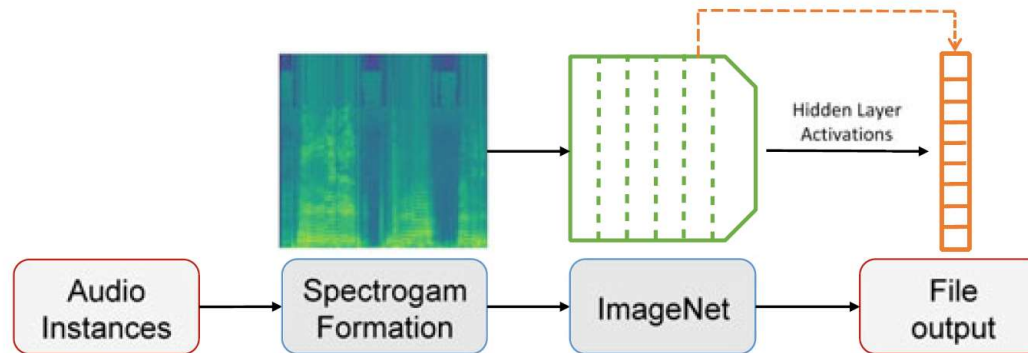 Hidden Layer
Activations
Audio
Instances
Spectrogam
Formation
ImageNet
File
output